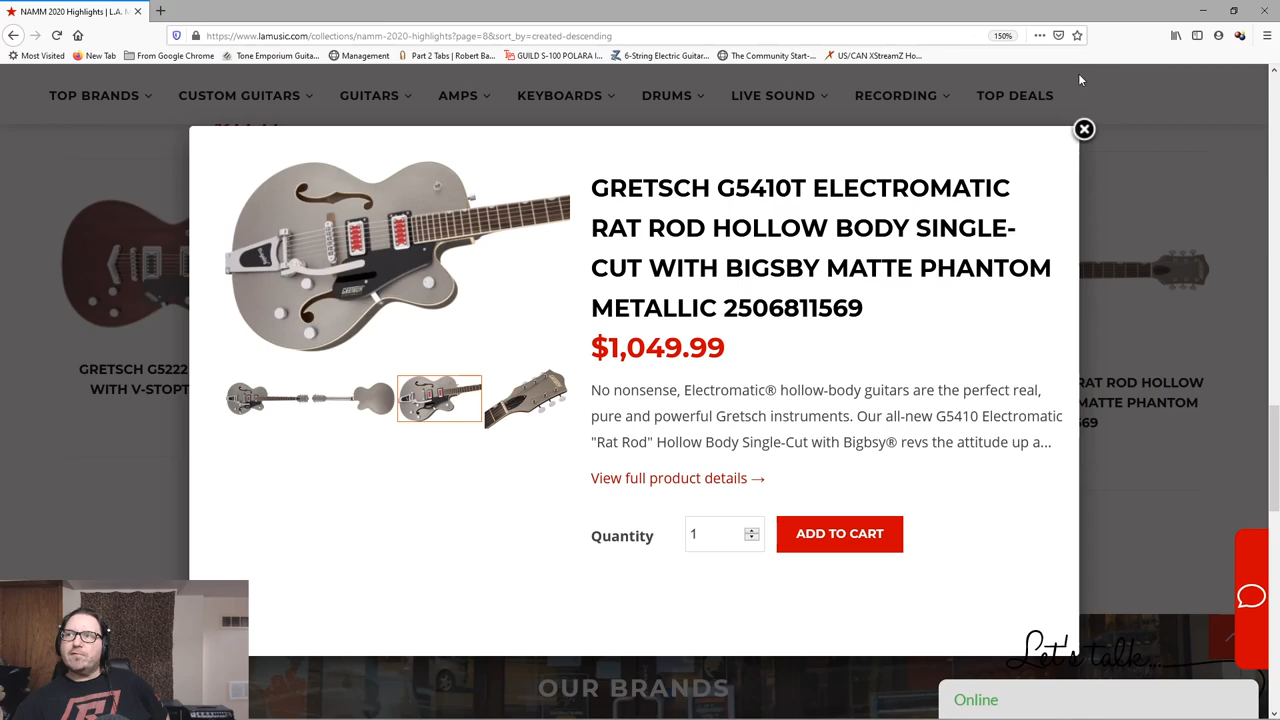 NAMM 2020 Highlights | L.A. M
https://www.lamusic.com/collections/namm-2020-highlights?page=8&sort_by=created-descending
150%
Most Visited
New Tab
From Google Chrome
Tone Emporium Guita...
Management
Part 2 Tabs | Robert Ba...
GUILD S-100 POLARA I...
6-String Electric Guitar...
The Community Start-...
US/CAN XStreamZ Ho...
TOP BRANDS
CUSTOM GUITARS
GUITARS
AMPS
KEYBOARDS
DRUMS
LIVE SOUND
RECORDING
TOP DEALS
GRETSCH G5410T ELECTROMATIC
RAT ROD HOLLOW BODY SINGLE-
CUT WITH BIGSBY MATTE PHANTOM
METALLIC 2506811569
$1,049.99
No nonsense, Electromatic® hollow-body guitars are the perfect real,
pure and powerful Gretsch instruments. Our all-new G5410 Electromatic
"Rat Rod" Hollow Body Single-Cut with Bigbsy® revs the attitude up a...
View full product details →
Quantity
1
ADD TO CART
GRETSCH G5222
WITH V-STOPT
RAT ROD HOLLOW
MATTE PHANTOM
69
Let's talk...
OUR BRANDS
Online